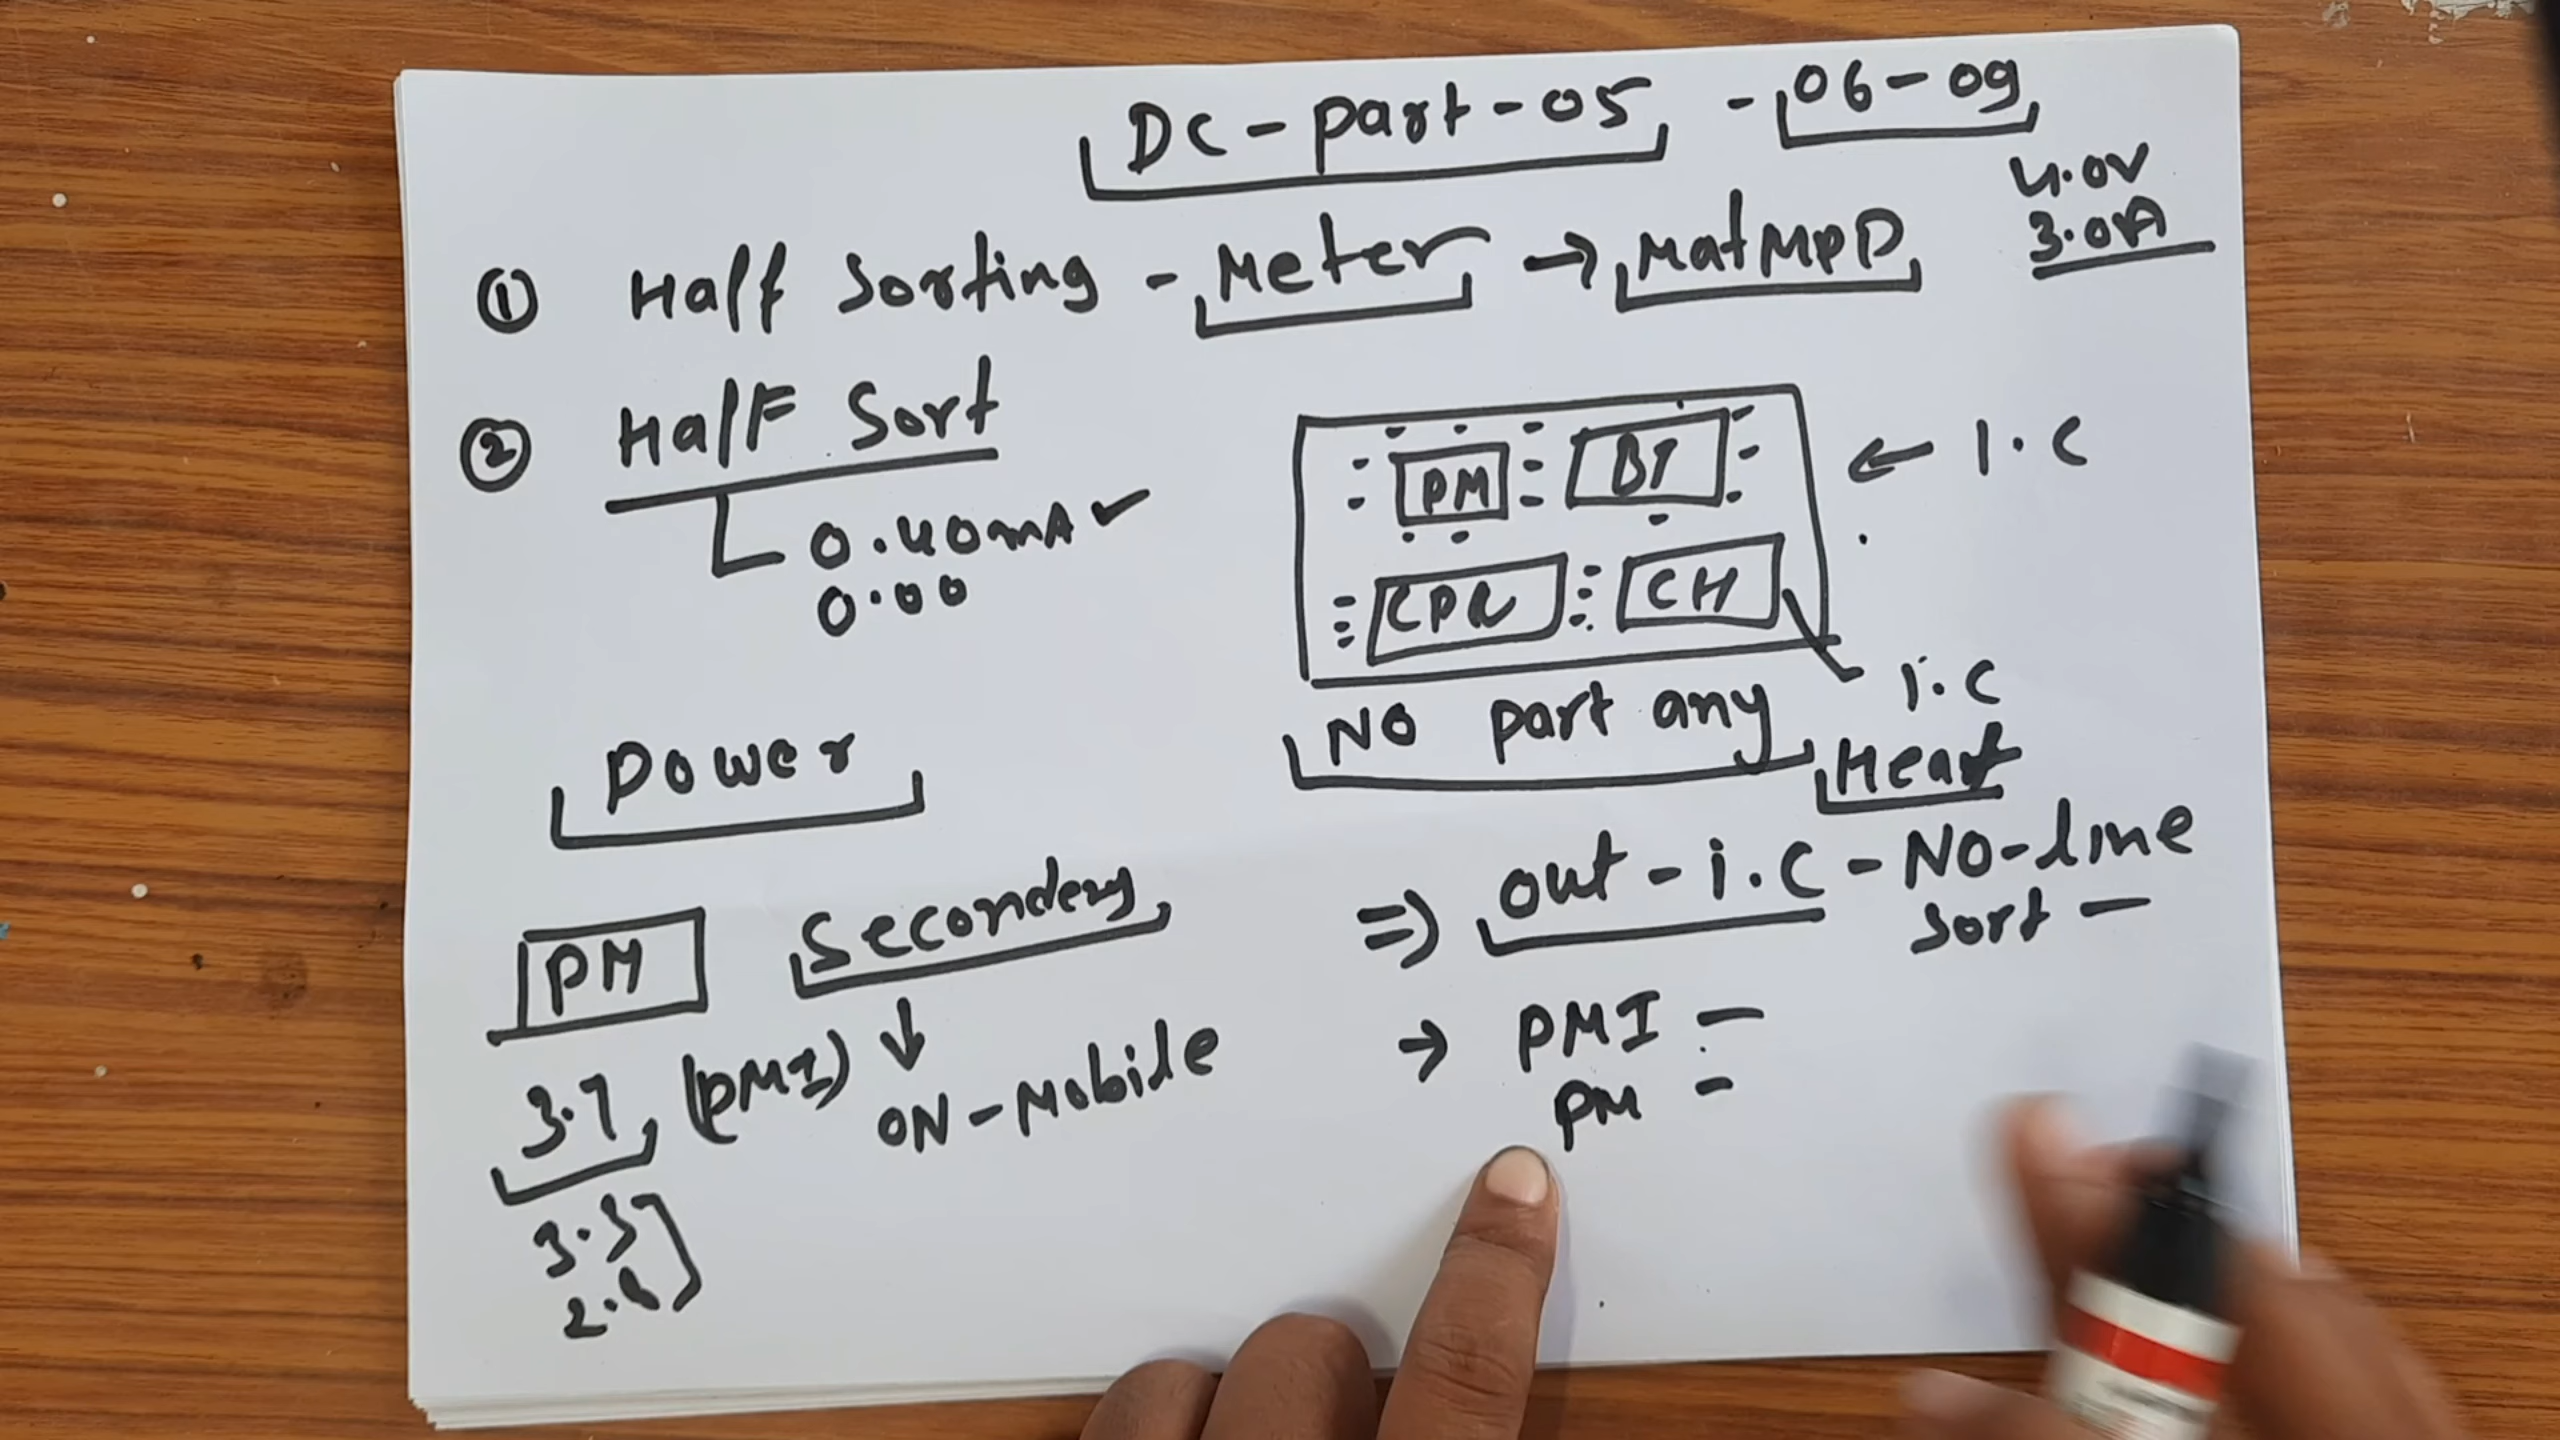 DC - part - 05 - 06 - 09
4.0V
3.0A
① Half Sorting - Meter → MatMPD
② Half Sort
0.40mA ✓
0.00
PM BT ← I.C
CPU CH
I.C
NO part any
Heart
Power
⇒ out - i.C - NO - line
Sort -
PM Secondery
→ PMI -
PM -
3.7, (PMI) ↓
ON - Mobile
3.3